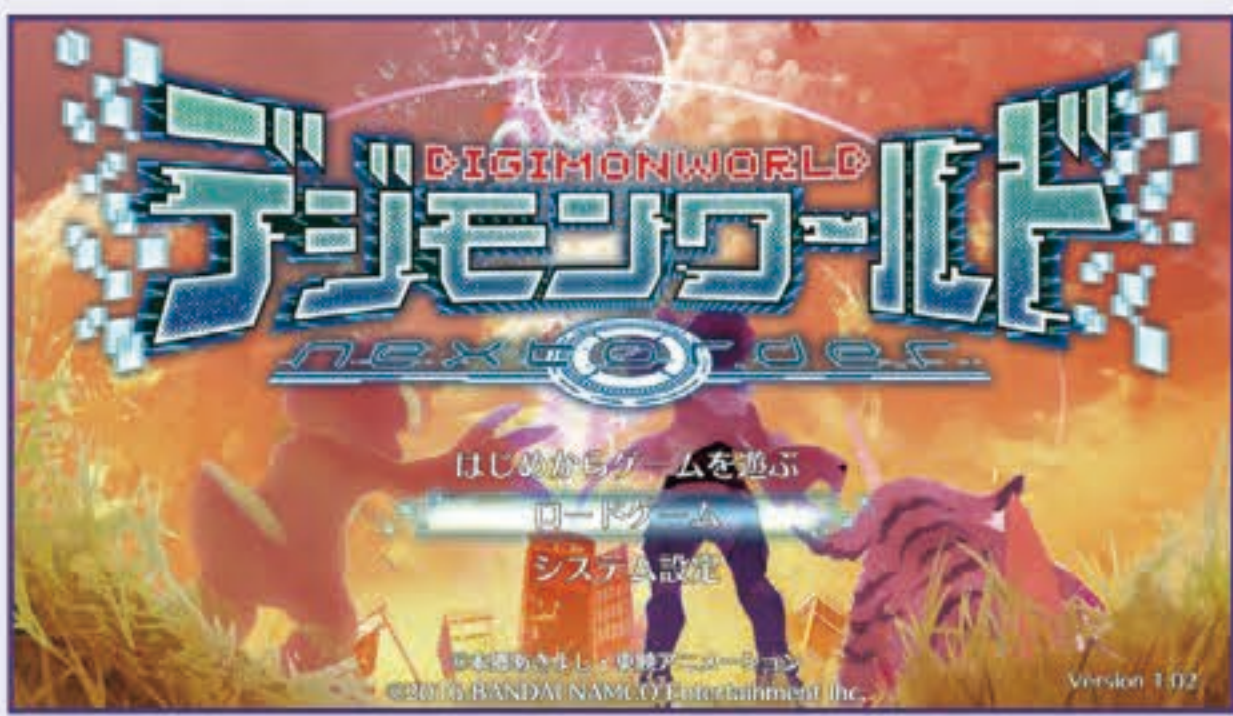 DIGIMONWORLD
デジモンワールド
next order
はじめからゲームを遊ぶ
ロードゲーム
システム設定
©本郷あきよし・東映アニメーション
©2016 BANDAI NAMCO Entertainment Inc.
Version 1.02